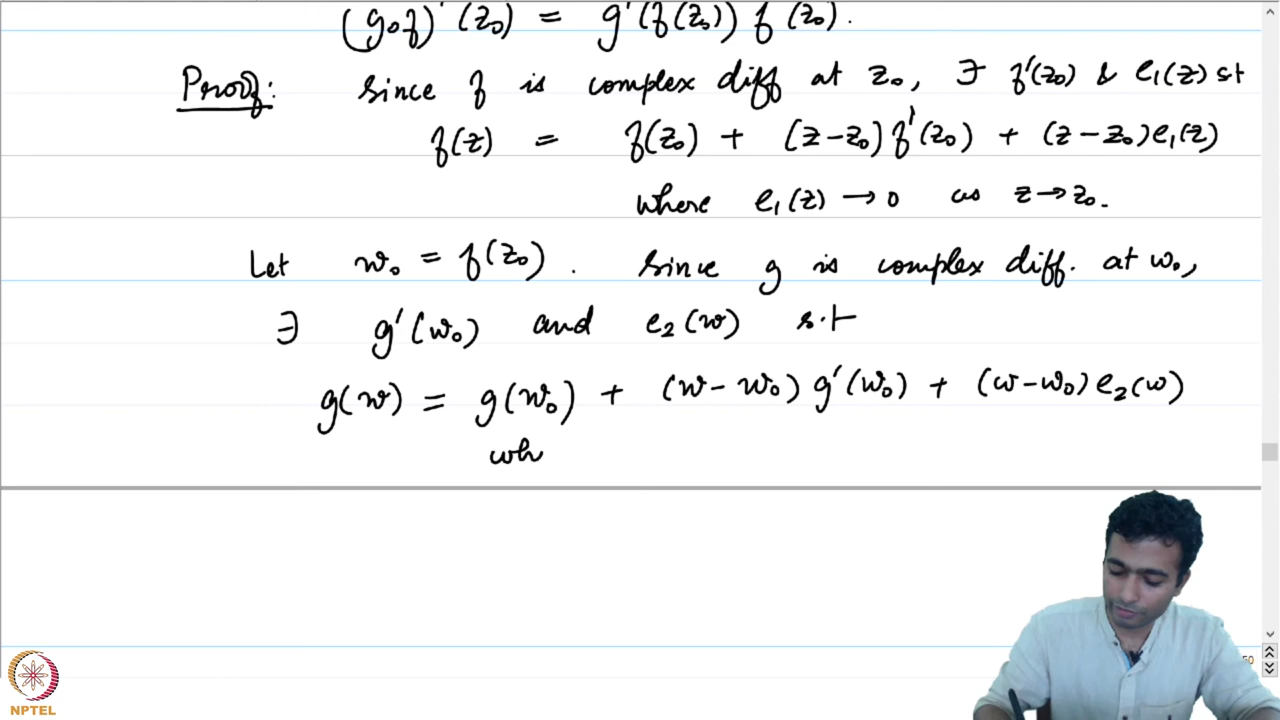 (g∘f)'(z₀) = g'(f(z₀)) f'(z₀).
Proof: Since f is complex diff at z₀, ∃ f'(z₀) & e₁(z) st
f(z) = f(z₀) + (z-z₀)f'(z₀) + (z-z₀)e₁(z)
where e₁(z) → 0 as z→z₀.
Let w₀ = f(z₀). Since g is complex diff. at w₀,
∃ g'(w₀) and e₂(w) s.t
g(w) = g(w₀) + (w-w₀) g'(w₀) + (w-w₀)e₂(w)
wh
50
NPTEL